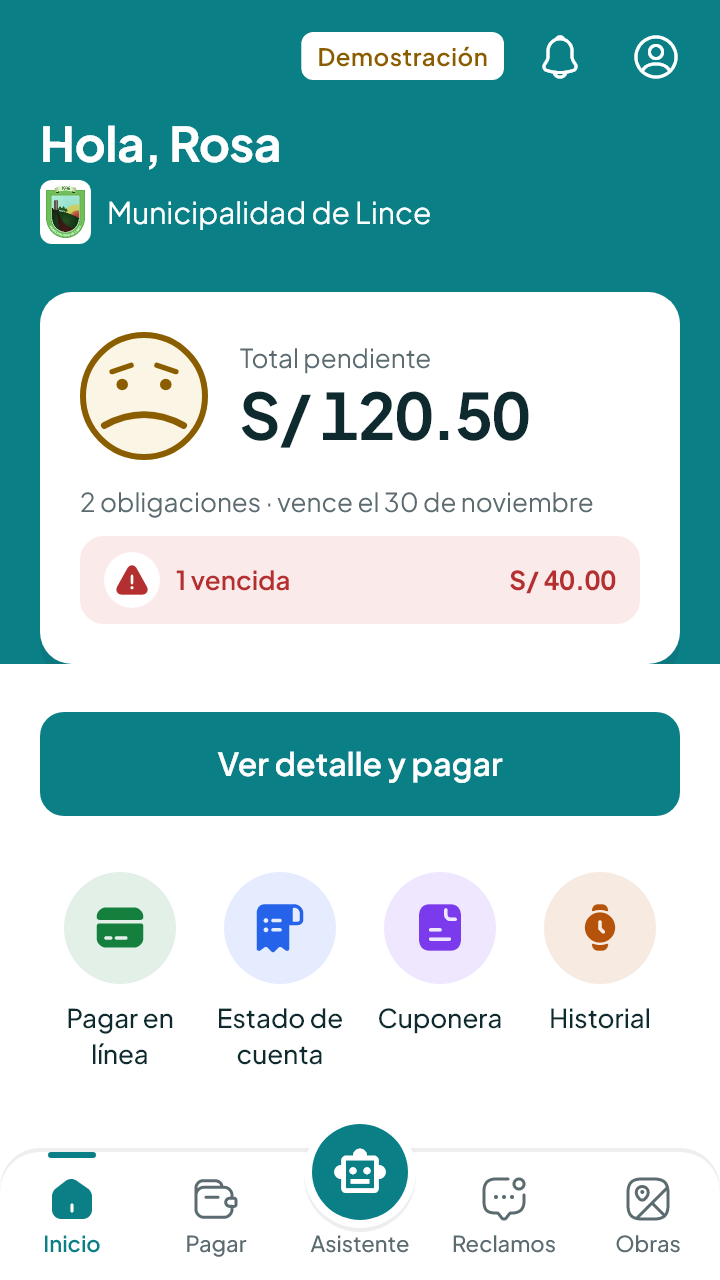 Demostración
Hola, Rosa
Municipalidad de Lince
Total pendiente
S/ 120.50
2 obligaciones · vence el 30 de noviembre
1 vencida
S/ 40.00
Ver detalle y pagar
Pagar en
línea
Estado de
cuenta
Cuponera
Historial
Inicio
Pagar
Asistente
Reclamos
Obras